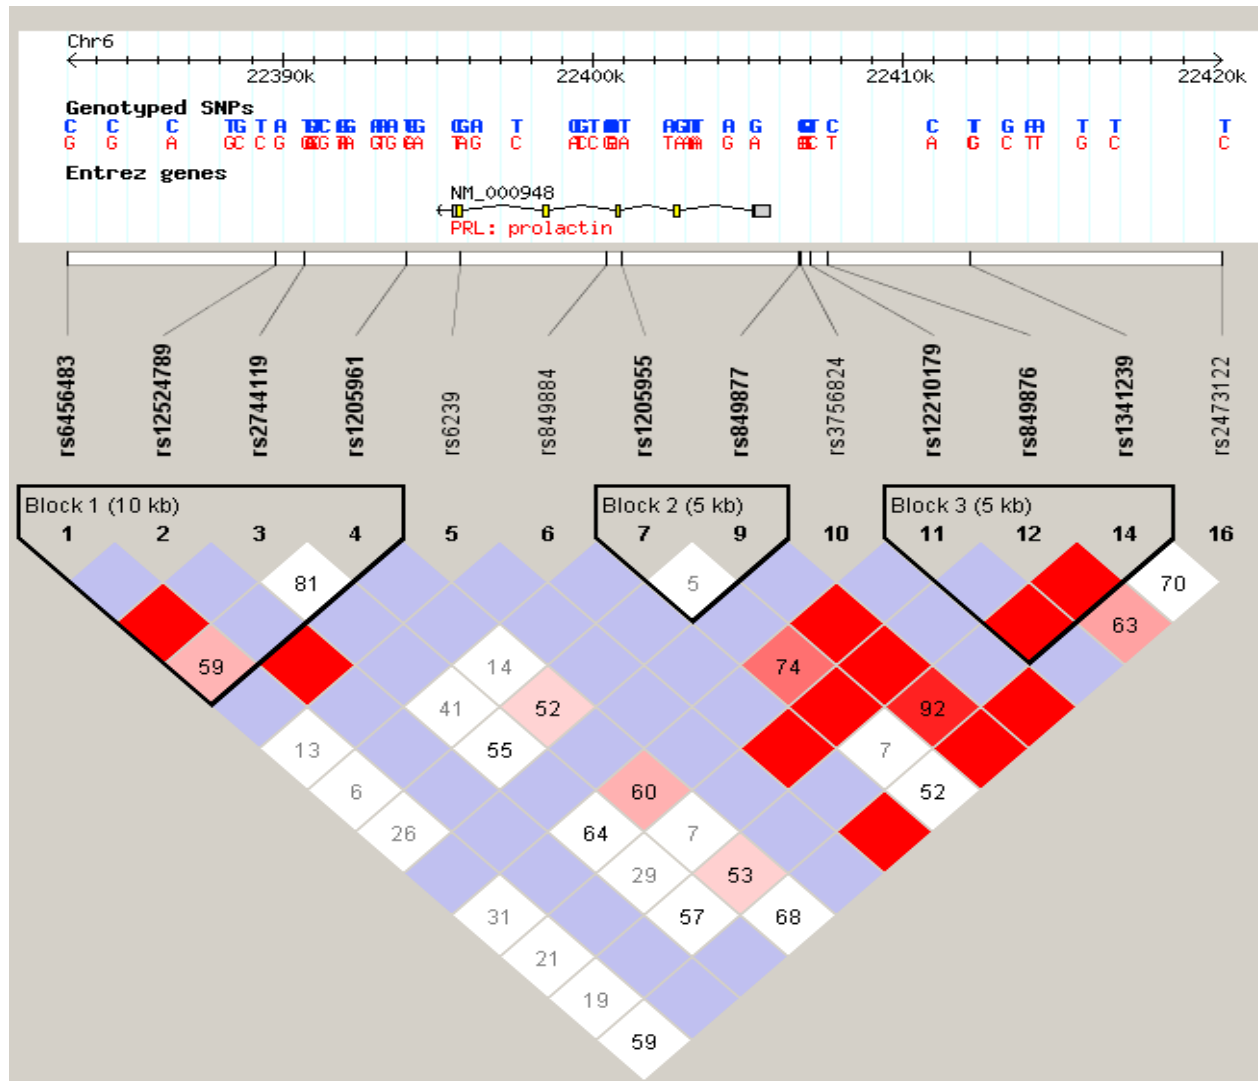 Chr6
22390k 22400k 22410k 22420k
Genotyped SNPs
Entrez genes
NM_000948
PRL: prolactin
rs6456483 rs12524789 rs2744119 rs1205961 rs6239 rs849884 rs1205955 rs849877 rs3756824 rs12210179 rs849876 rs1341239 rs2473122
Block 1 (10 kb) Block 2 (5 kb) Block 3 (5 kb)
1 2 3 4 5 6 7 9 10 11 12 14 16
81 5 70
63
59 14 74
41 52 92
13 55 7
6 60 52
26 64 7
29 53
31 57 68
21
19
59